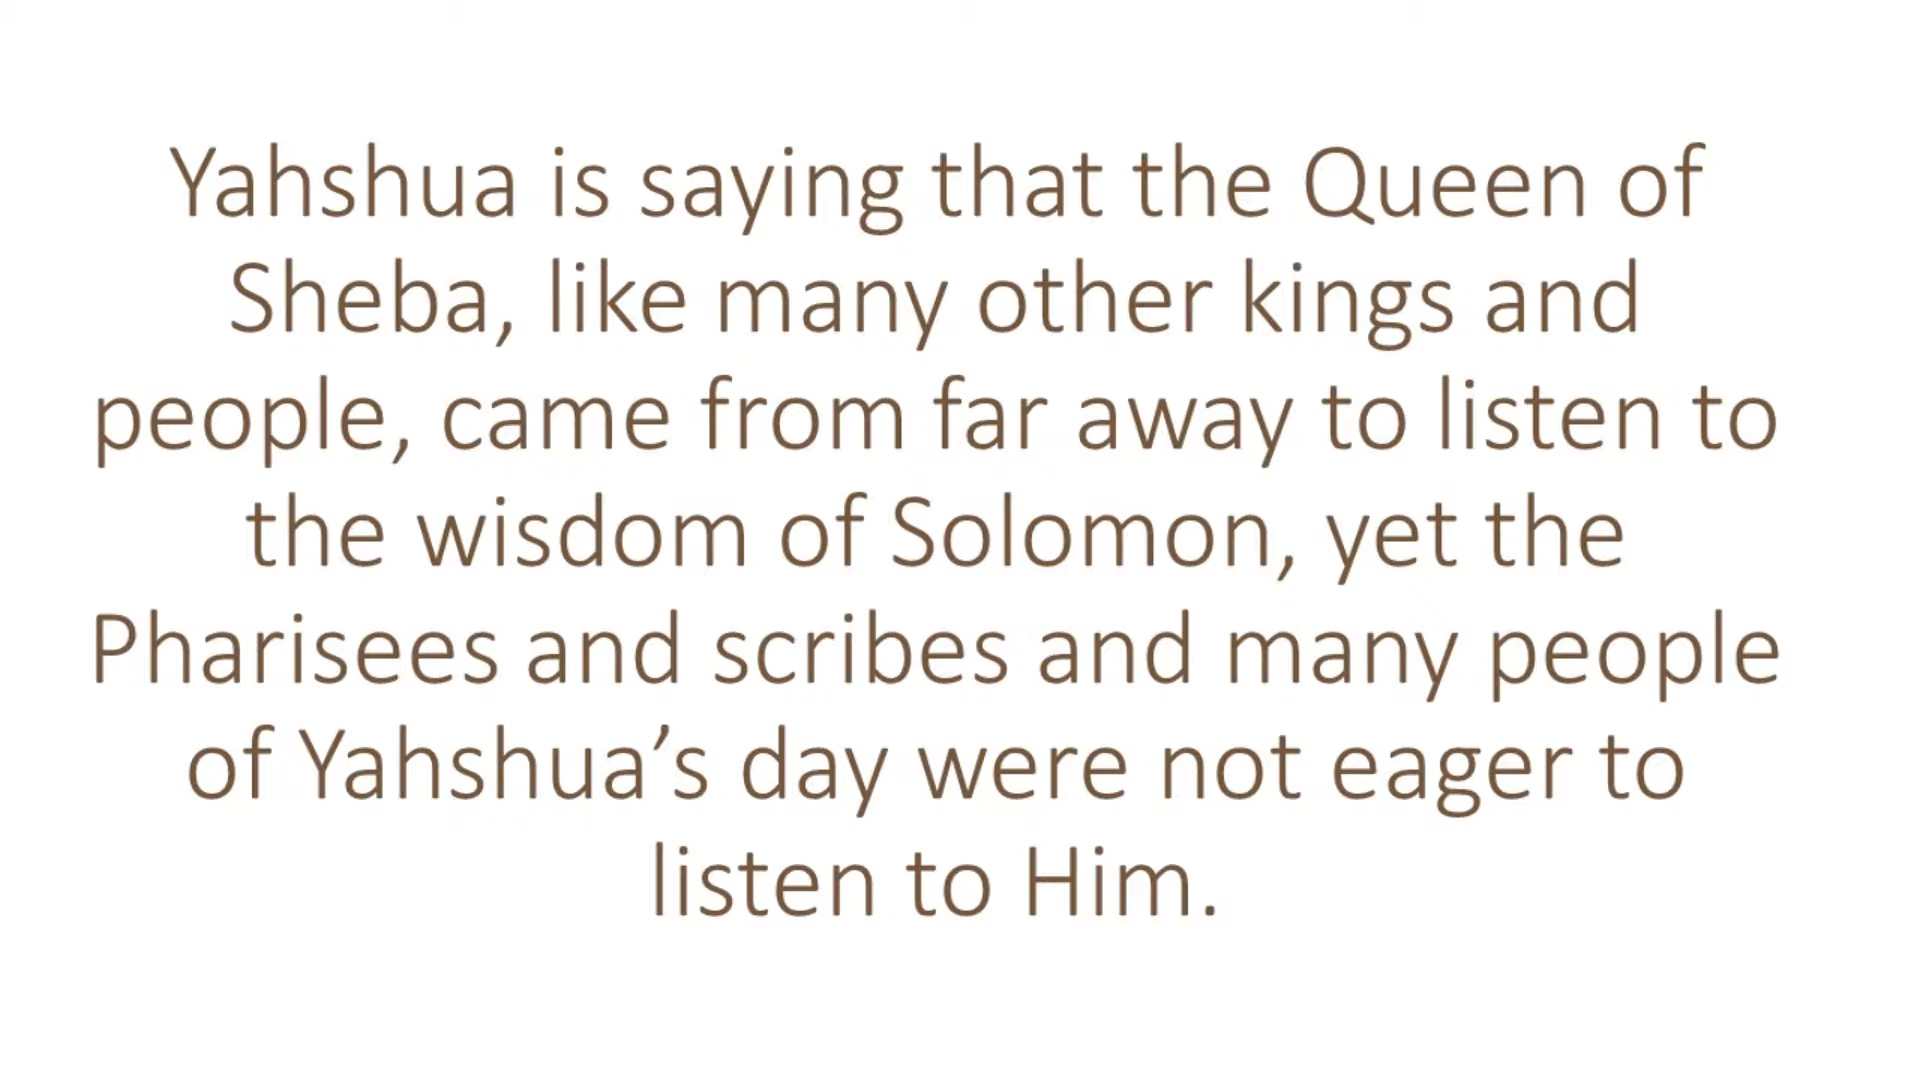 Yahshua is saying that the Queen of
Sheba, like many other kings and
people, came from far away to listen to
the wisdom of Solomon, yet the
Pharisees and scribes and many people
of Yahshua’s day were not eager to
listen to Him.